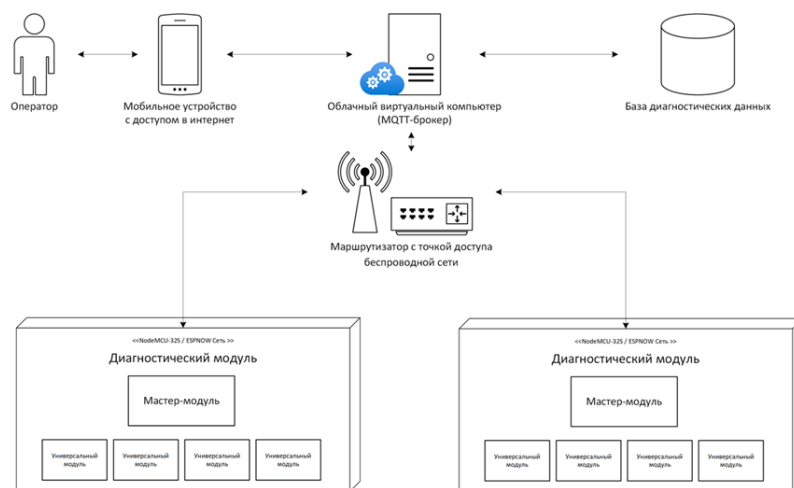 Оператор
Мобильное устройство
с доступом в интернет
Облачный виртуальный компьютер
(MQTT-брокер)
База диагностических данных
Маршрутизатор с точкой доступа
беспроводной сети
<<NodeMCU-32S / ESPNOW Сеть >>
Диагностический модуль
Мастер-модуль
Универсальный
модуль
Универсальный
модуль
Универсальный
модуль
Универсальный
модуль
<<NodeMCU-32S / ESPNOW Сеть >>
Диагностический модуль
Мастер-модуль
Универсальный
модуль
Универсальный
модуль
Универсальный
модуль
Универсальный
модуль